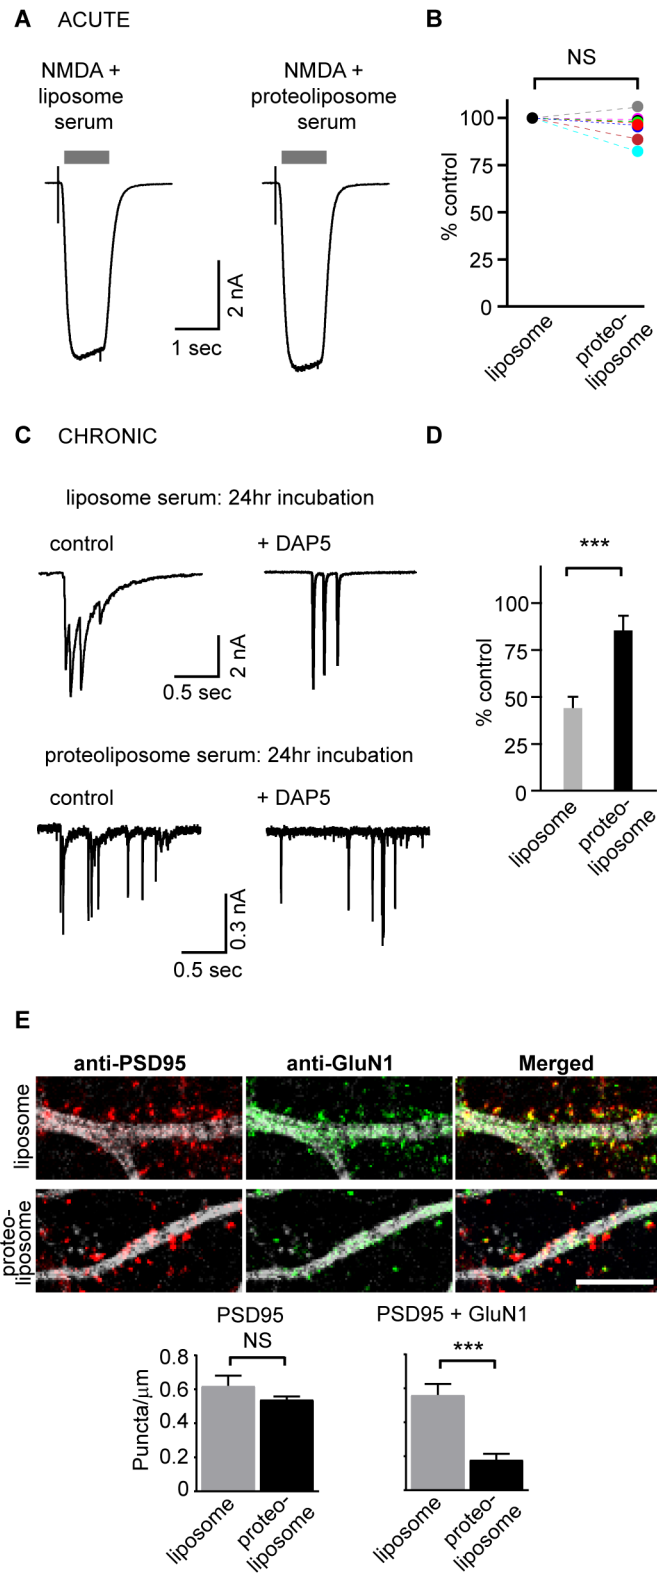 A ACUTE
NMDA +
liposome
serum
NMDA +
proteoliposome
serum
2 nA
1 sec
B
NS
% control
100
75
50
25
0
liposome
proteo-
liposome
C CHRONIC
liposome serum: 24hr incubation
control
+ DAP5
2 nA
0.5 sec
proteoliposome serum: 24hr incubation
control
+ DAP5
0.3 nA
0.5 sec
D
***
% control
100
75
50
25
0
liposome
proteo-
liposome
E
anti-PSD95 anti-GluN1 Merged
liposome
proteo-
liposome
PSD95
NS
Puncta/μm
0.8
0.6
0.4
0.2
0
liposome
proteo-
liposome
PSD95 + GluN1
***
liposome
proteo-
liposome